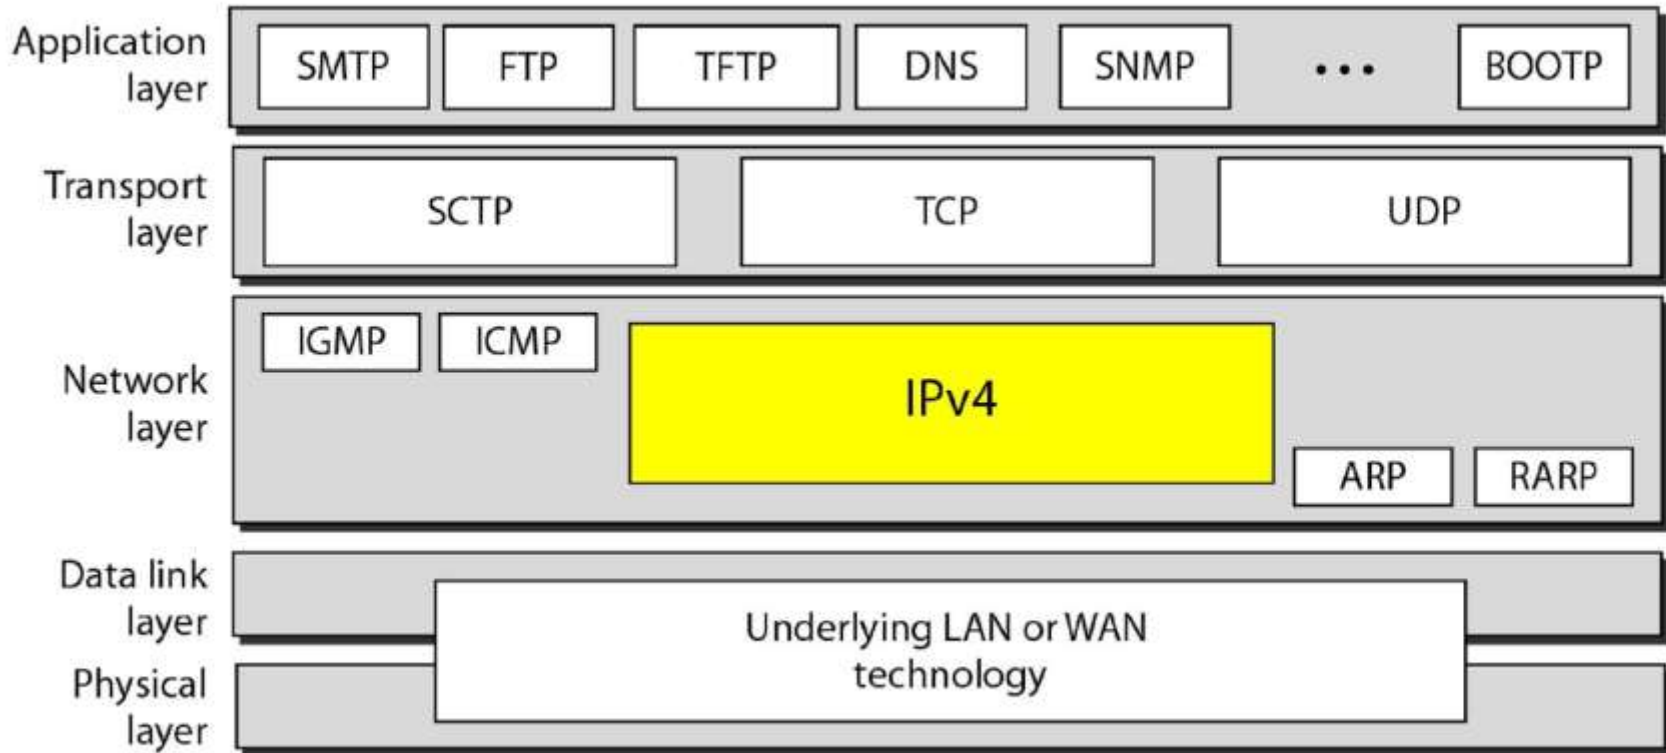 Application
layer
SMTP FTP TFTP DNS SNMP ... BOOTP
Transport
layer
SCTP TCP UDP
Network
layer
IGMP ICMP
IPv4
ARP RARP
Data link
layer
Underlying LAN or WAN
technology
Physical
layer